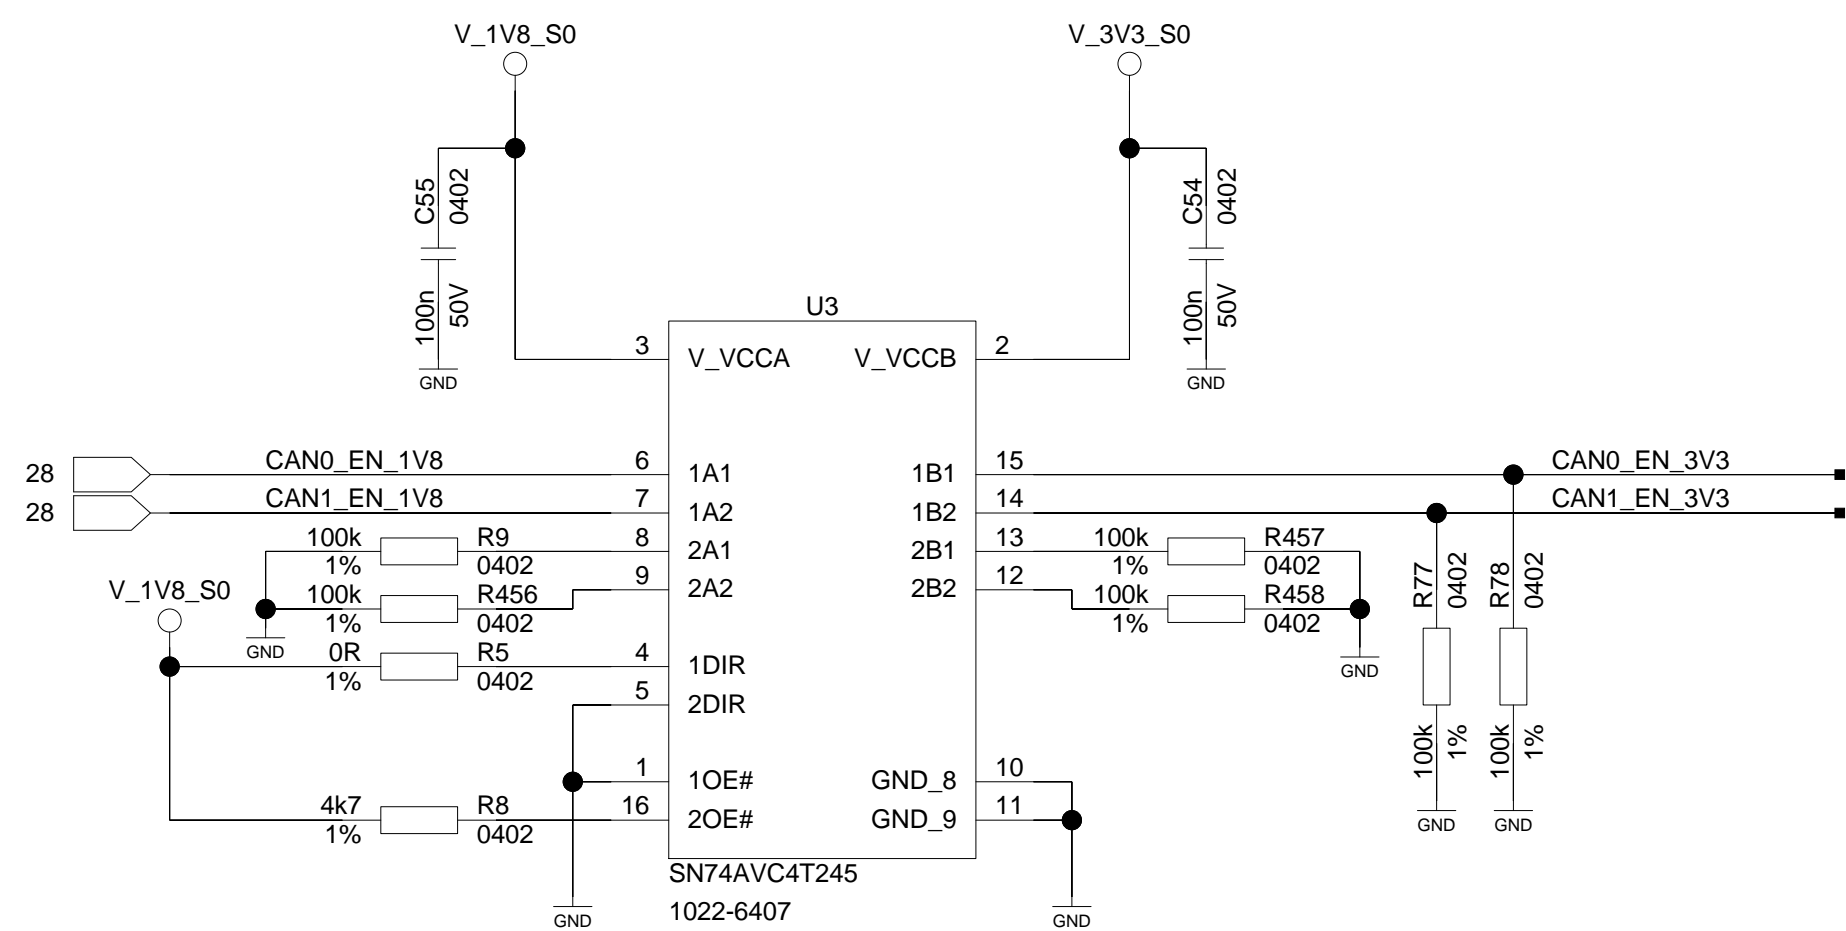 V_1V8_S0
V_3V3_S0
C55
0402
100n
50V
GND
C54
0402
100n
50V
GND
U3
3 V_VCCA V_VCCB 2
28 CAN0_EN_1V8 6 1A1 1B1 15 CAN0_EN_3V3
28 CAN1_EN_1V8 7 1A2 1B2 14 CAN1_EN_3V3
100k R9 8 2A1 2B1 13 100k R457
1% 0402 1% 0402
V_1V8_S0
100k R456 9 2A2 2B2 12 100k R458
1% 0402 1% 0402
GND
GND
0R R5 4 1DIR
1% 0402
5 2DIR
R77
0402
100k
1%
GND
R78
0402
100k
1%
GND
1 1OE# GND_8 10
4k7 R8 16 2OE# GND_9 11
1% 0402
SN74AVC4T245
1022-6407
GND
GND